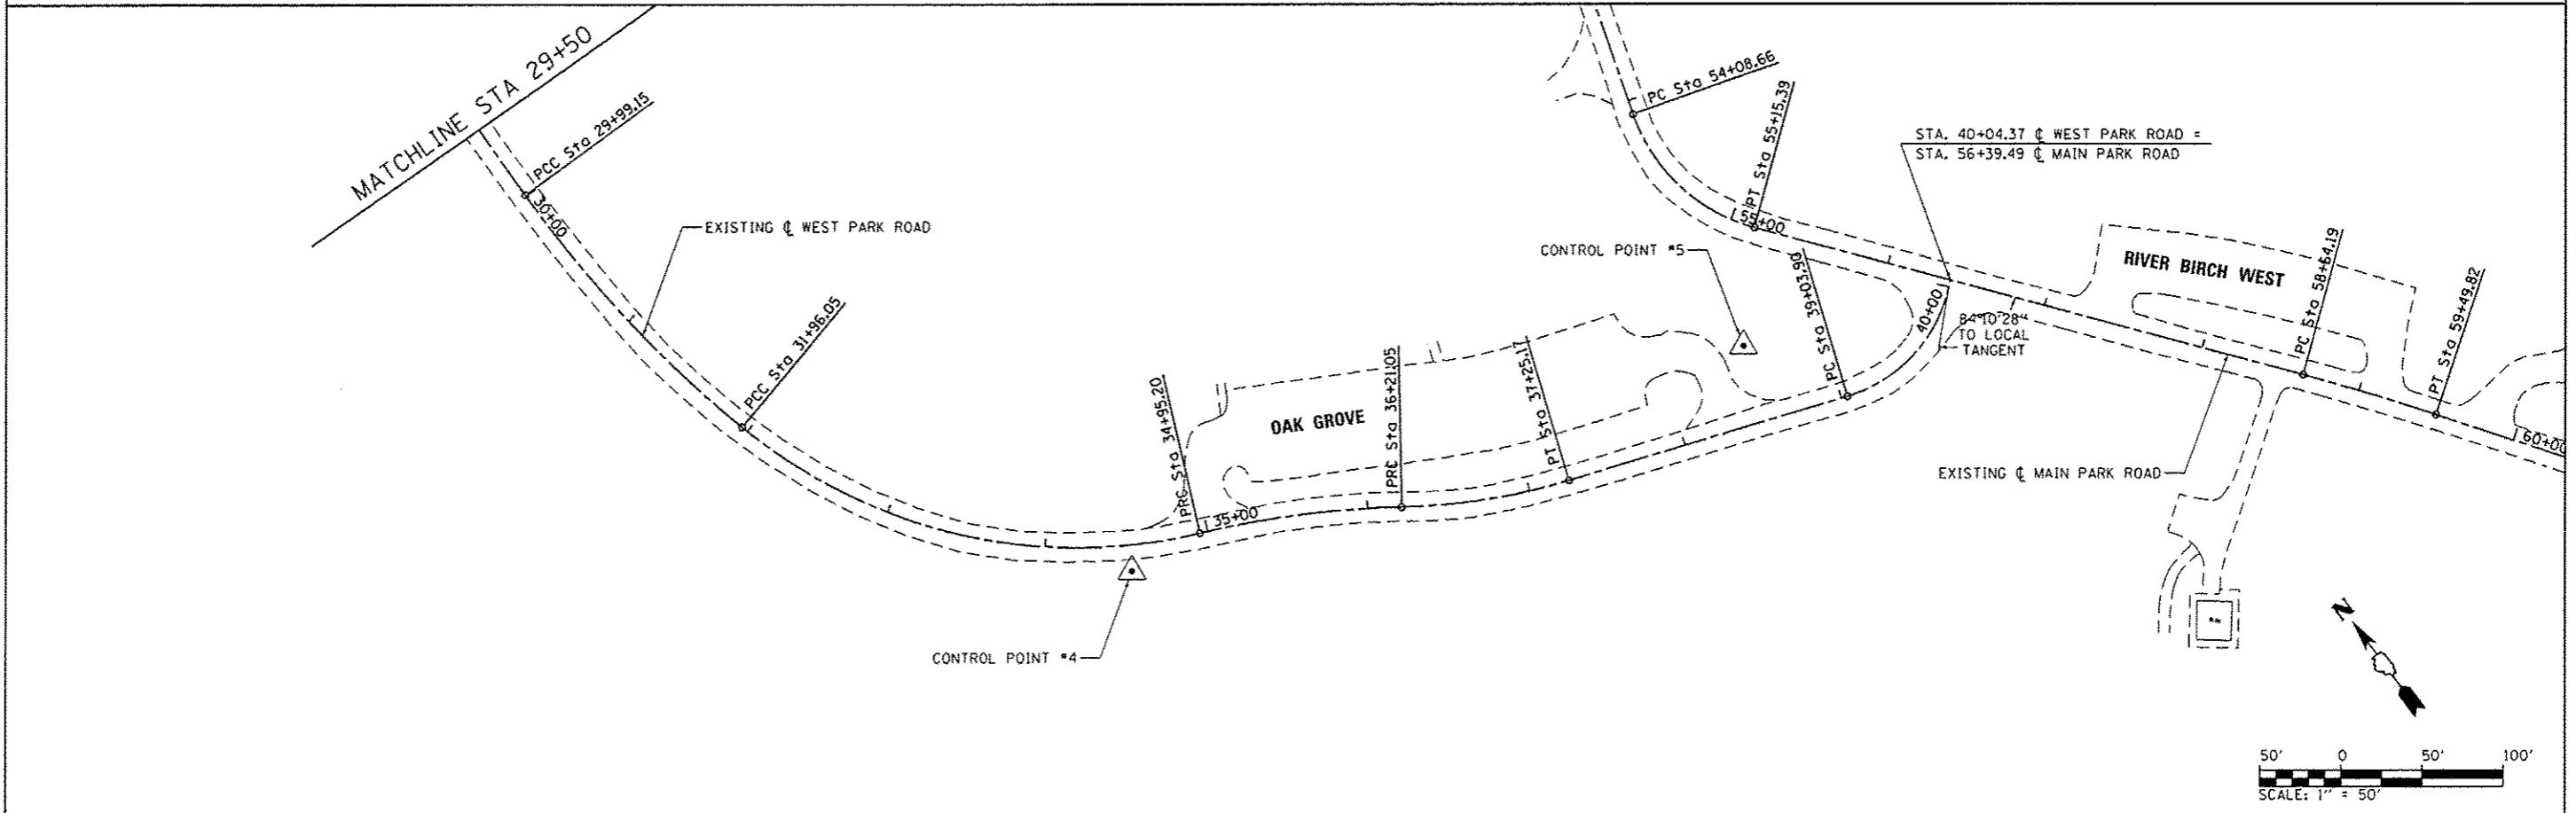 MATCHLINE STA 29+50
PCC Sta 29+99.15
30+00
EXISTING ℄ WEST PARK ROAD
PCC Sta 31+96.05
PRC Sta 34+95.20
35+00
OAK GROVE
PRC Sta 36+21.05
PT Sta 37+25.17
CONTROL POINT #4
CONTROL POINT #5
PC Sta 39+03.90
40+00
PC Sta 54+08.66
PT Sta 55+15.39
55+00
STA. 40+04.37 ℄ WEST PARK ROAD =
STA. 56+39.49 ℄ MAIN PARK ROAD
84°10'28"
TO LOCAL
TANGENT
RIVER BIRCH WEST
PC Sta 58+64.19
PT Sta 59+49.82
60+00
EXISTING ℄ MAIN PARK ROAD
N
50' 0 50' 100'
SCALE: 1" = 50'